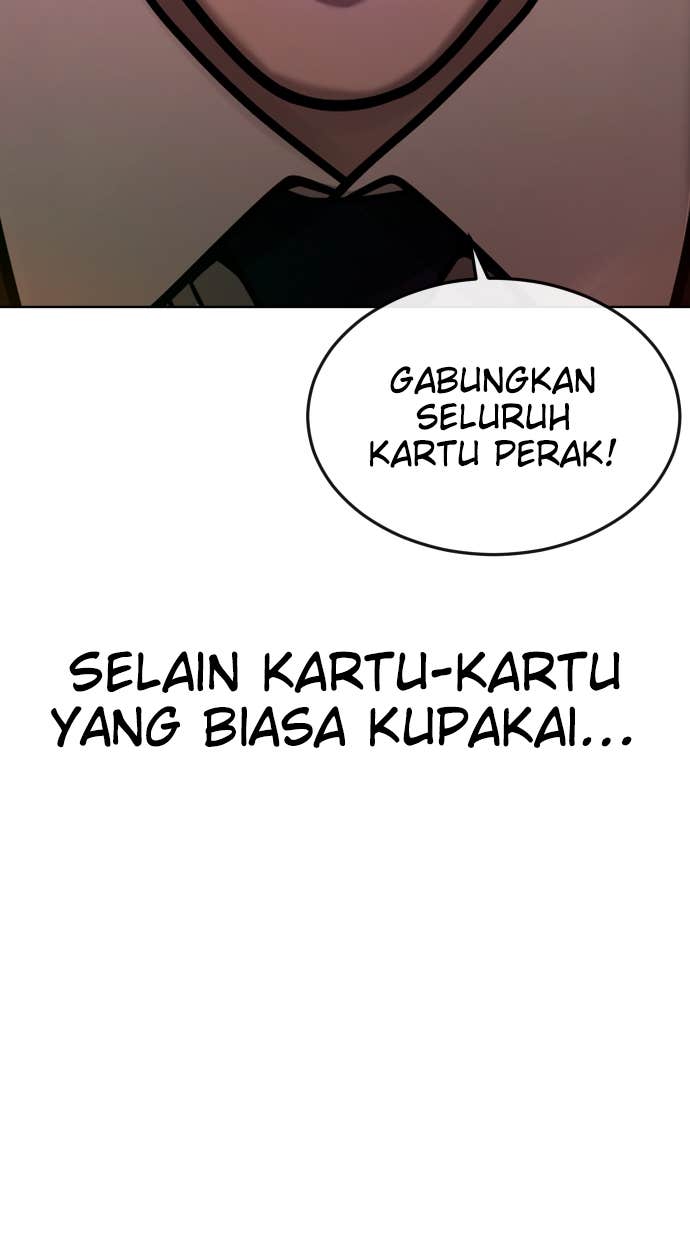 GABUNGKAN
SELURUH
KARTU PERAK!
SELAIN KARTU-KARTU
YANG BIASA KUPAKAI...